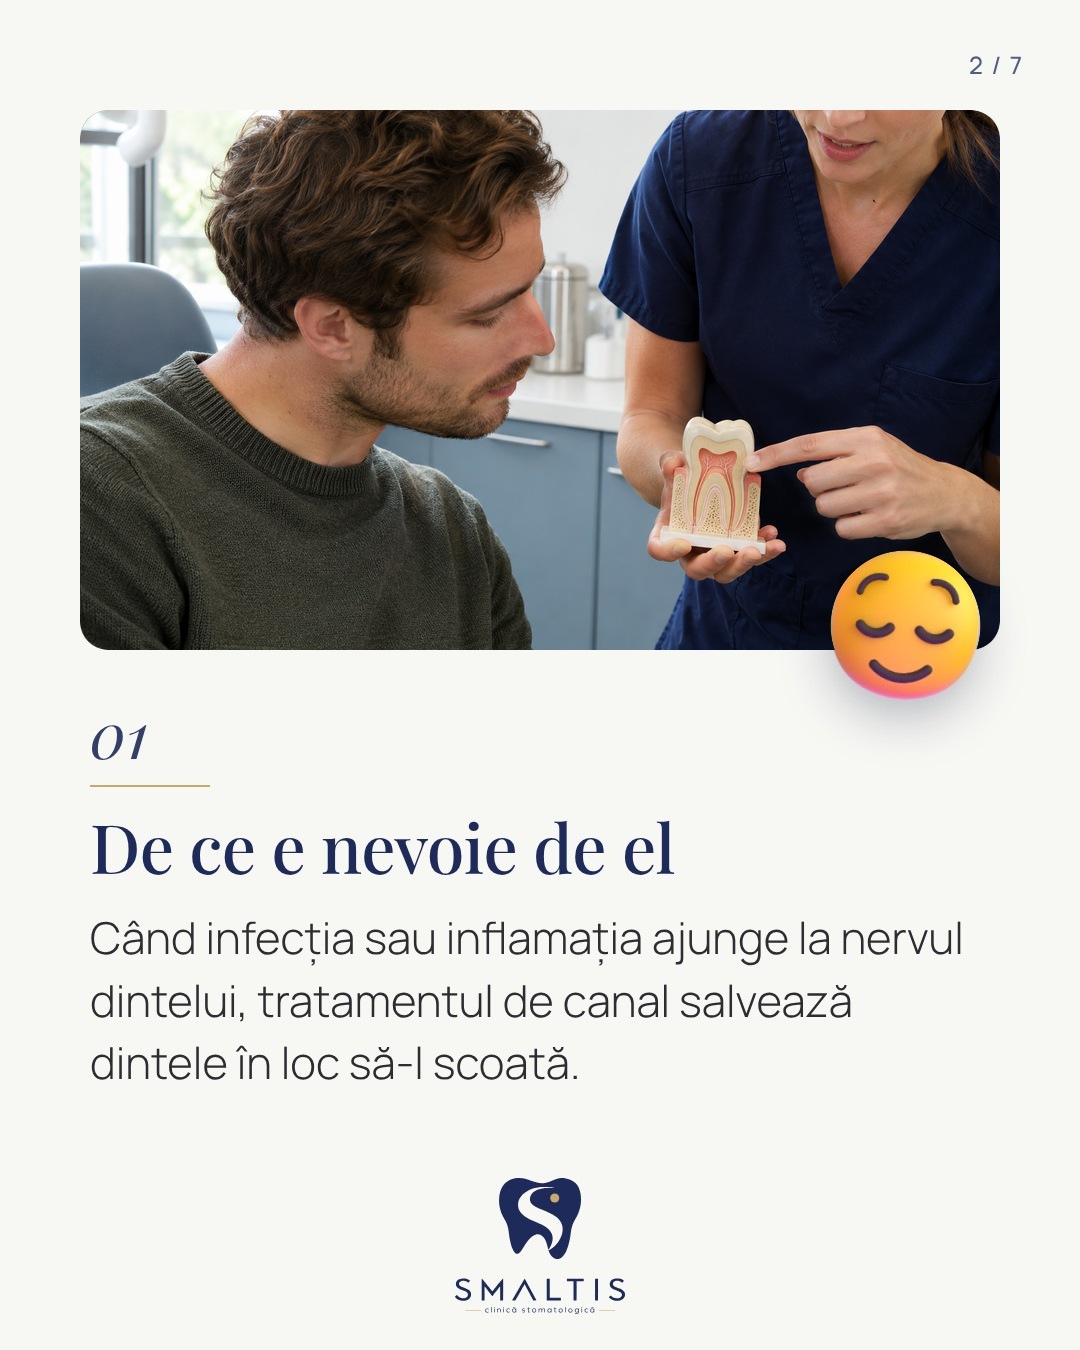 2 / 7
01
De ce e nevoie de el
Când infecția sau inflamația ajunge la nervul
dintelui, tratamentul de canal salvează
dintele în loc să-l scoată.
SMALTIS
clinică stomatologică